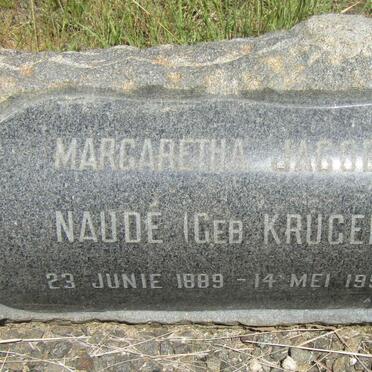 MARGARETHA
NAUDÉ (GEB
23 JUNIE 1889 - 14 MEI